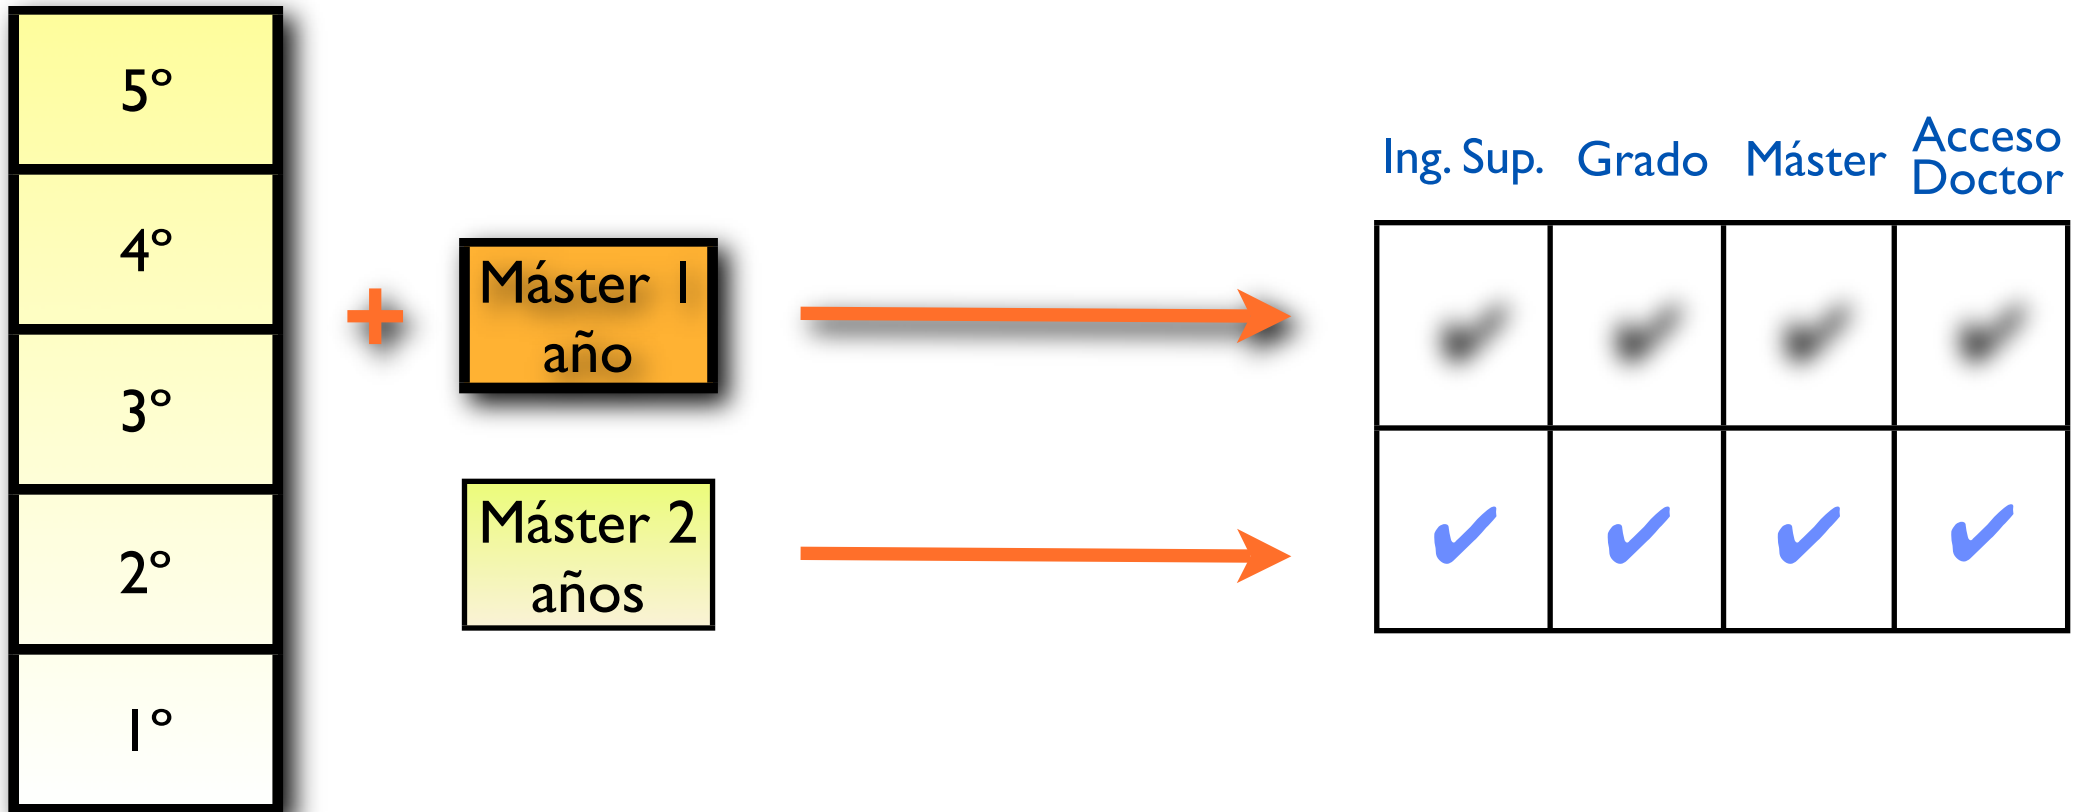 5º
4º
3º
2º
1º
+
Máster 1
año
Máster 2
años
Ing. Sup. Grado Máster Acceso
Doctor
✔ ✔ ✔ ✔
✔ ✔ ✔ ✔